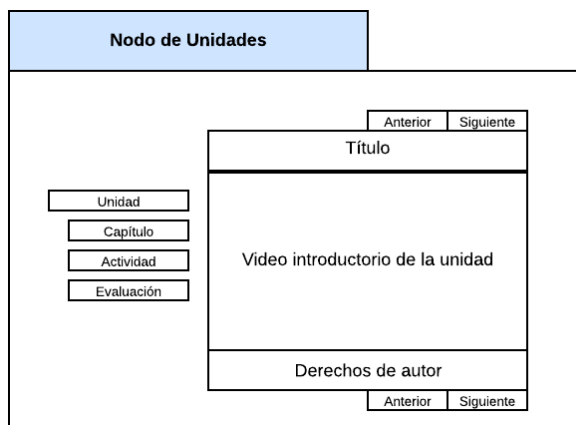 Nodo de Unidades
Anterior Siguiente
Título
Unidad
Capítulo
Actividad
Evaluación
Video introductorio de la unidad
Derechos de autor
Anterior Siguiente